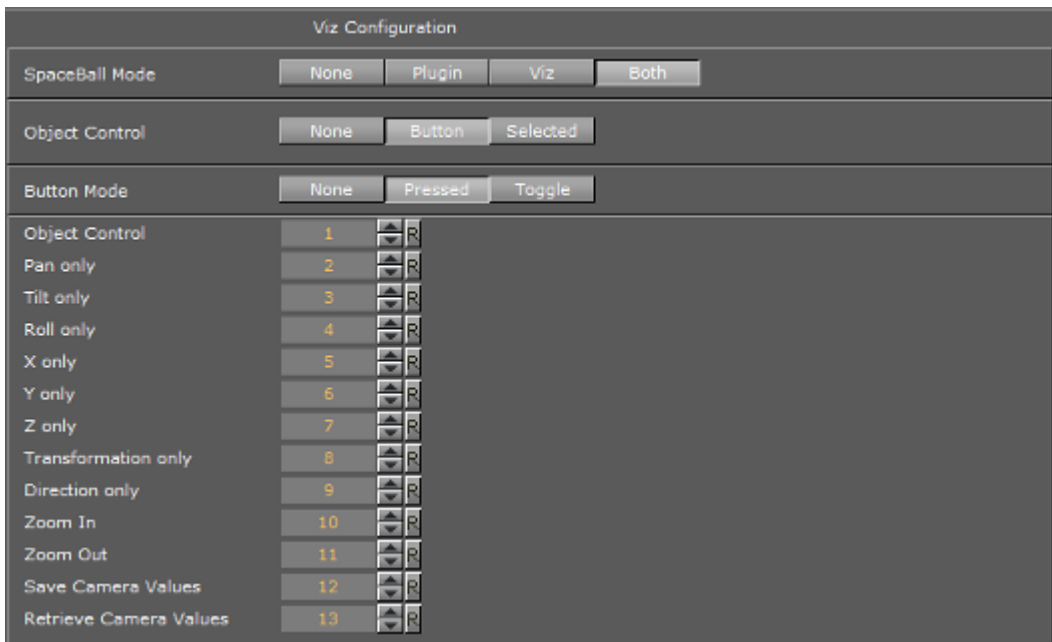 Viz Configuration
SpaceBall Mode None Plugin Viz Both
Object Control None Button Selected
Button Mode None Pressed Toggle
Object Control 1 R
Pan only 2 R
Tilt only 3 R
Roll only 4 R
X only 5 R
Y only 6 R
Z only 7 R
Transformation only 8 R
Direction only 9 R
Zoom In 10 R
Zoom Out 11 R
Save Camera Values 12 R
Retrieve Camera Values 13 R